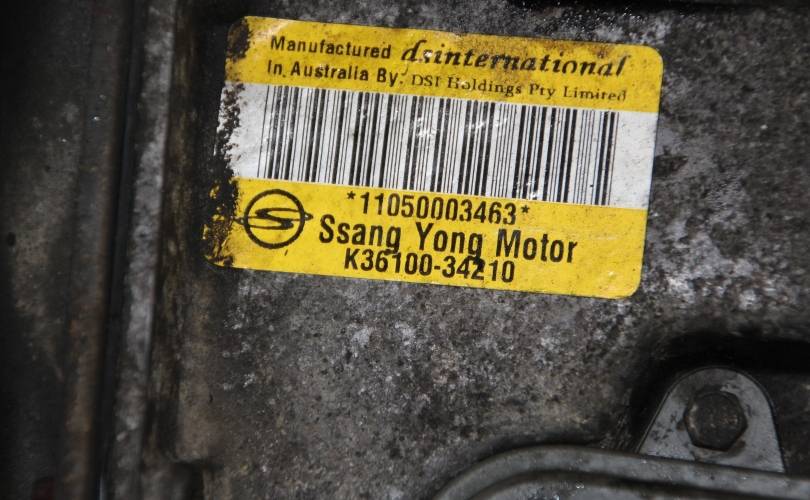 Manufactured dsinternational
In Australia By: DSI Holdings Pty Limited
*11050003463*
Ssang Yong Motor
K36100-34210